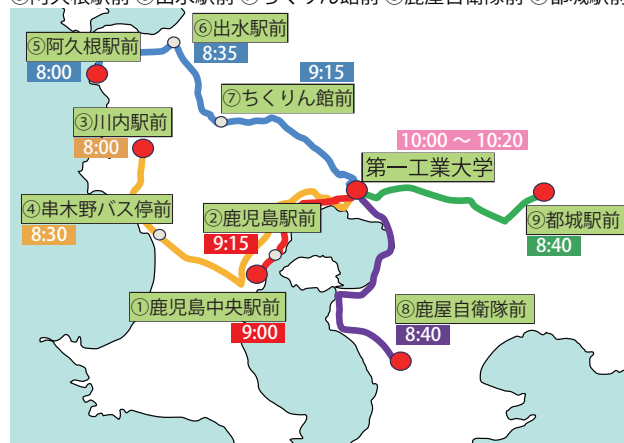 ⑥出水駅前
8:35
⑤阿久根駅前
8:00
9:15
⑦ちくりん館前
③川内駅前
8:00
10:00 ～ 10:20
第一工業大学
④串木野バス停前
8:30
②鹿児島駅前
9:15
⑨都城駅前
8:40
①鹿児島中央駅前
9:00
⑧鹿屋自衛隊前
8:40